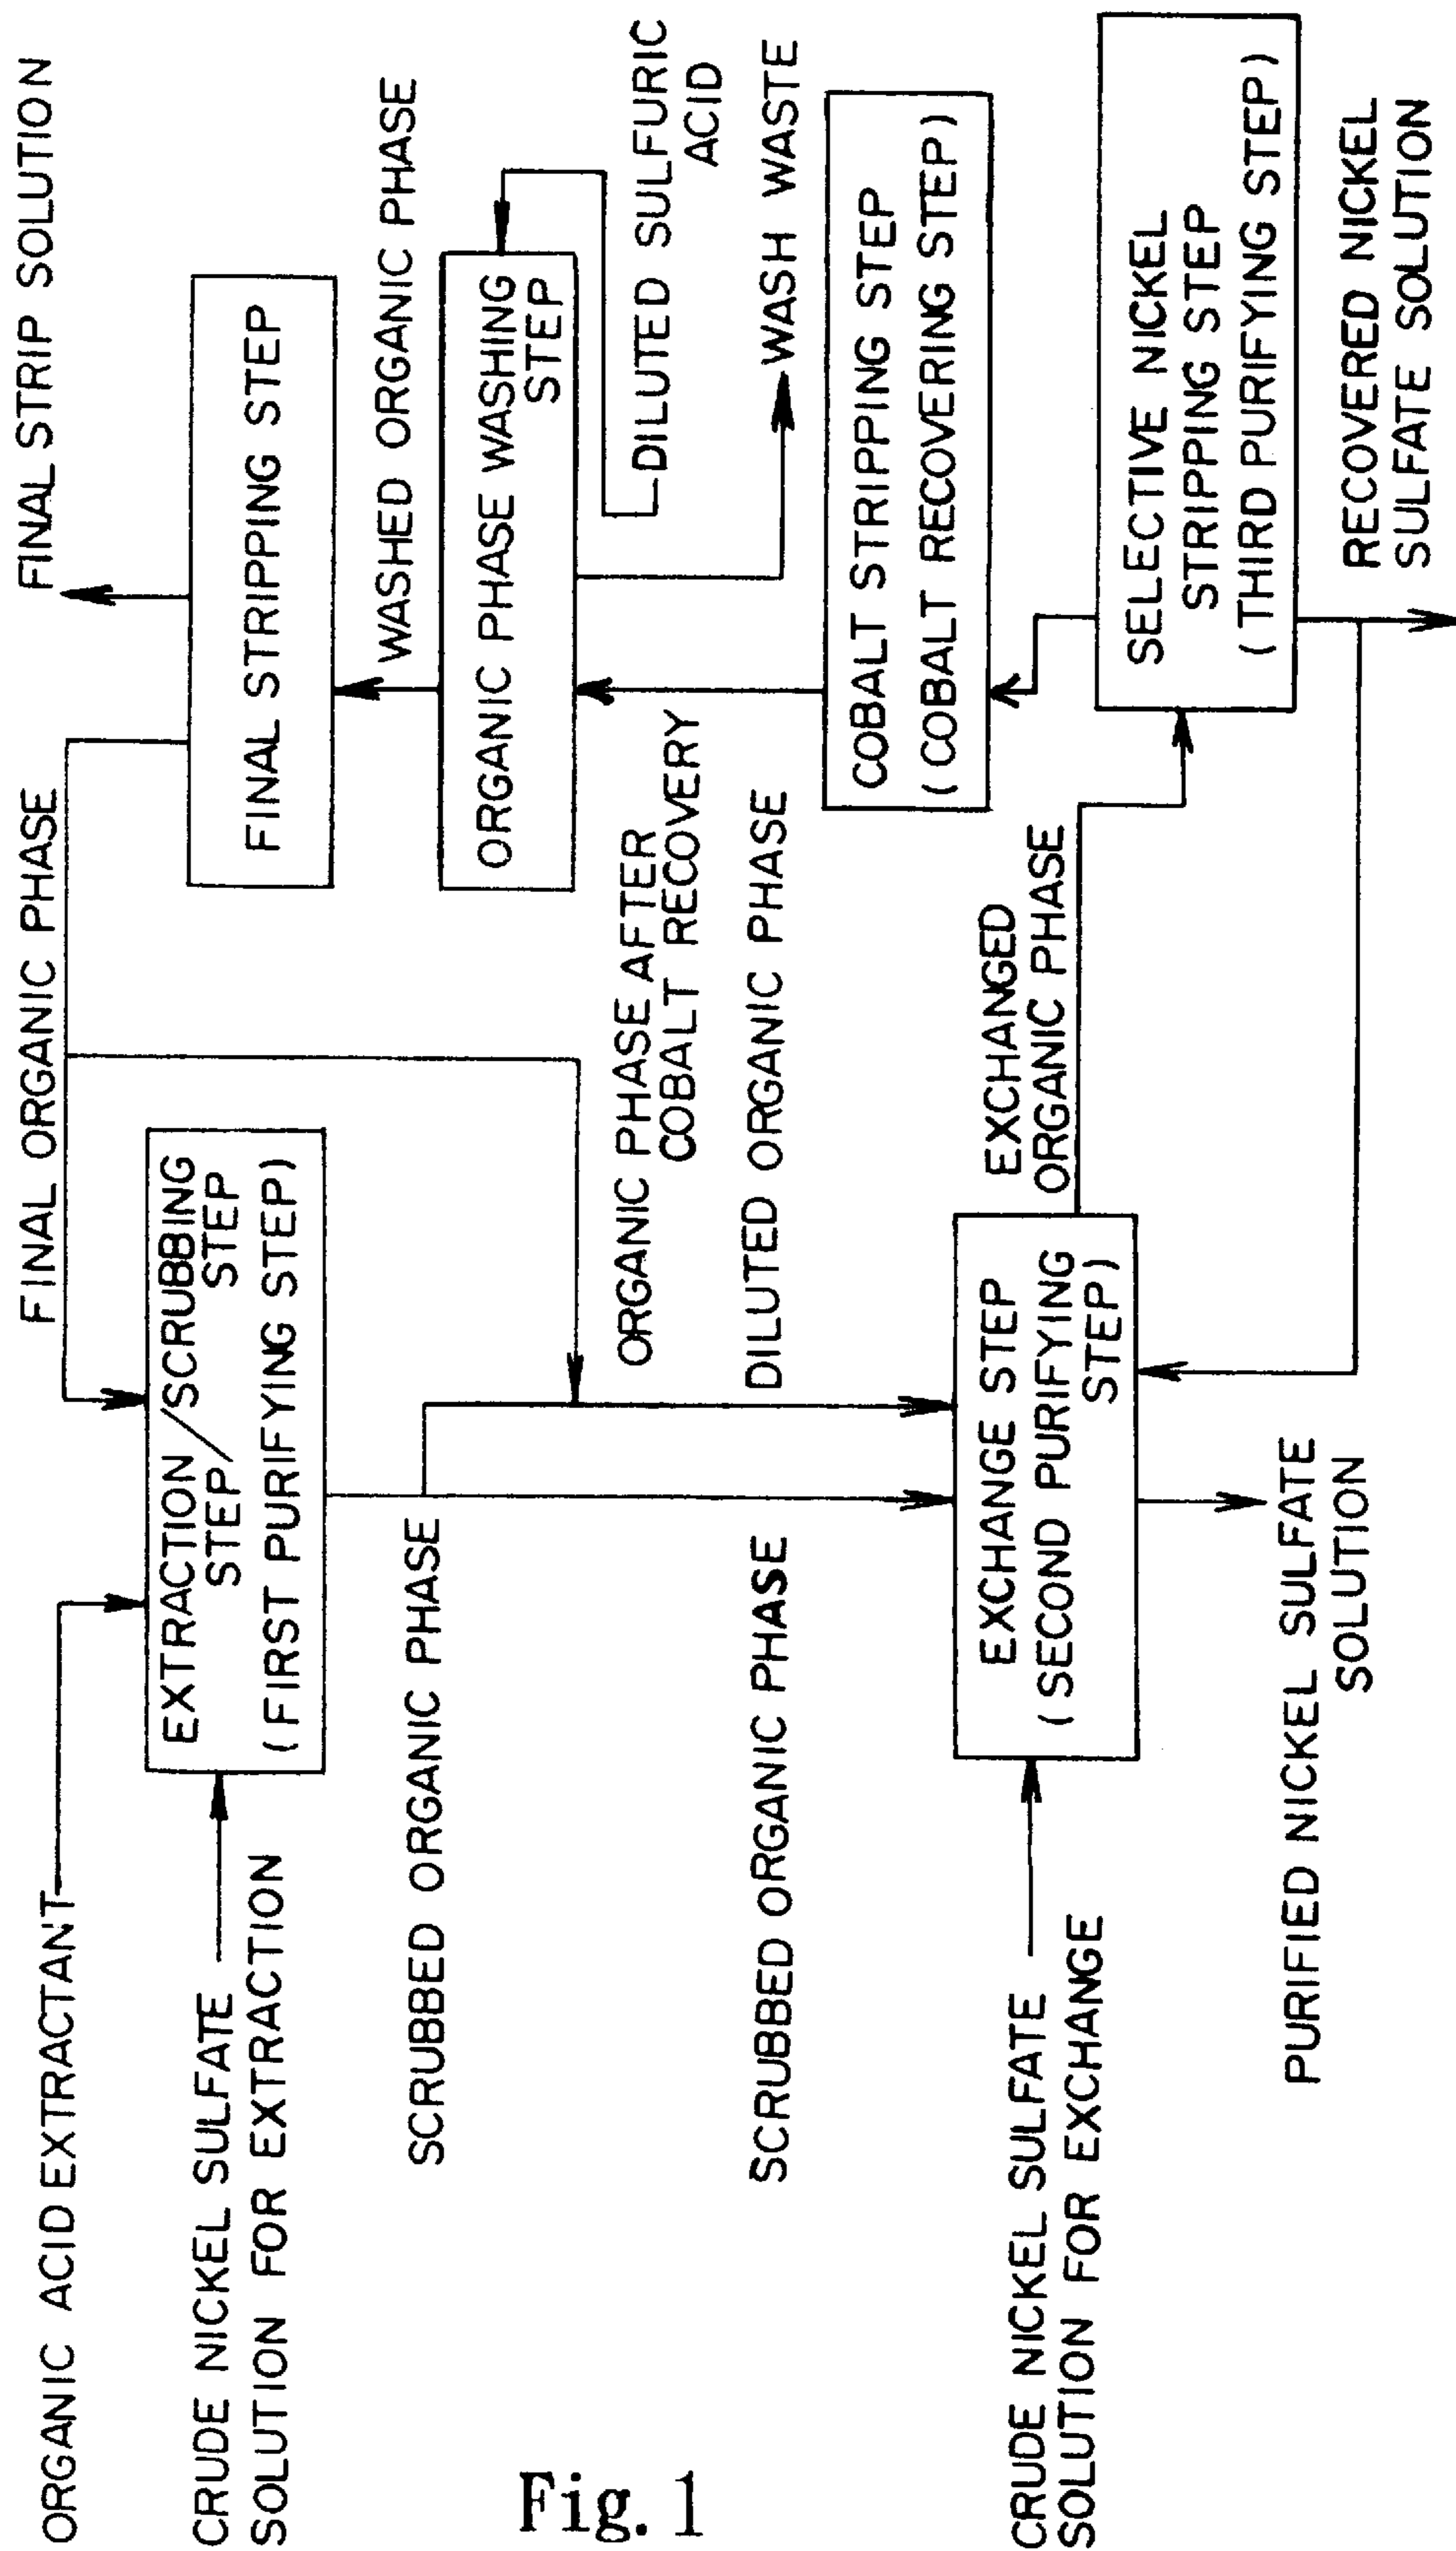 ORGANIC ACID EXTRACTANT
CRUDE NICKEL SULFATE
SOLUTION FOR EXTRACTION
EXTRACTION/SCRUBBING
STEP/ STEP
(FIRST PURIFYING STEP)
FINAL ORGANIC PHASE
FINAL STRIP SOLUTION
FINAL STRIPPING STEP
WASHED ORGANIC PHASE
ORGANIC PHASE WASHING
STEP
DILUTED SULFURIC
ACID
WASH WASTE
SCRUBBED ORGANIC PHASE
ORGANIC PHASE AFTER
COBALT RECOVERY
DILUTED ORGANIC PHASE
SCRUBBED ORGANIC PHASE
COBALT STRIPPING STEP
(COBALT RECOVERING STEP)
CRUDE NICKEL SULFATE
SOLUTION FOR EXCHANGE
EXCHANGE STEP
(SECOND PURIFYING
STEP)
EXCHANGED
ORGANIC PHASE
SELECTIVE NICKEL
STRIPPING STEP
(THIRD PURIFYING STEP)
PURIFIED NICKEL SULFATE
SOLUTION
RECOVERED NICKEL
SULFATE SOLUTION
Fig. 1